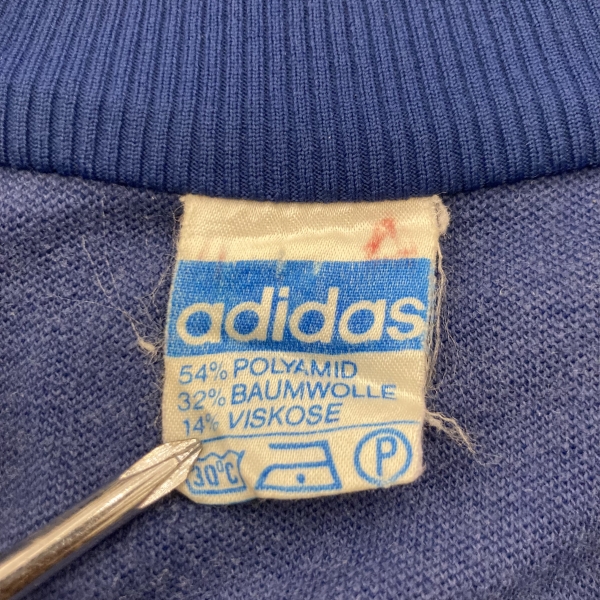 adidas
54% POLYAMID
32% BAUMWOLLE
14% VISKOSE
30°C P